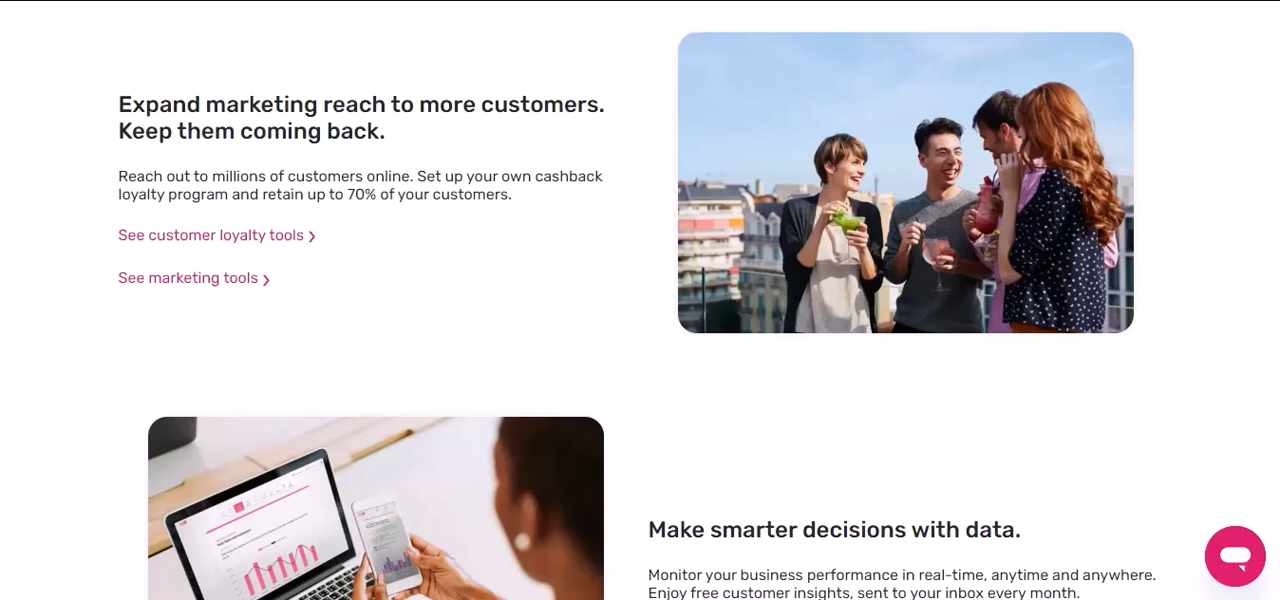 Expand marketing reach to more customers.
Keep them coming back.
Reach out to millions of customers online. Set up your own cashback
loyalty program and retain up to 70% of your customers.
See customer loyalty tools
See marketing tools
Make smarter decisions with data.
Monitor your business performance in real-time, anytime and anywhere.
Enjoy free customer insights, sent to your inbox every month.